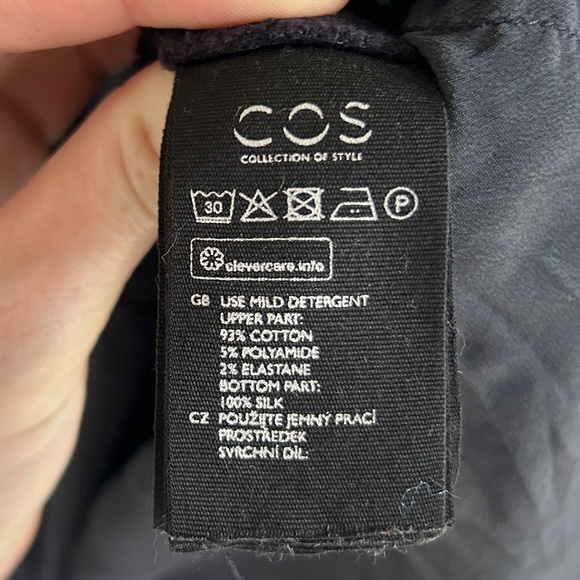 COS
COLLECTION OF STYLE
30 P
clevercare.info
GB USE MILD DETERGENT
UPPER PART:
93% COTTON
5% POLYAMIDE
2% ELASTANE
BOTTOM PART:
100% SILK
CZ POUŽIJTE JEMNÝ PRACÍ
PROSTŘEDEK
SVRCHNÍ DÍL: